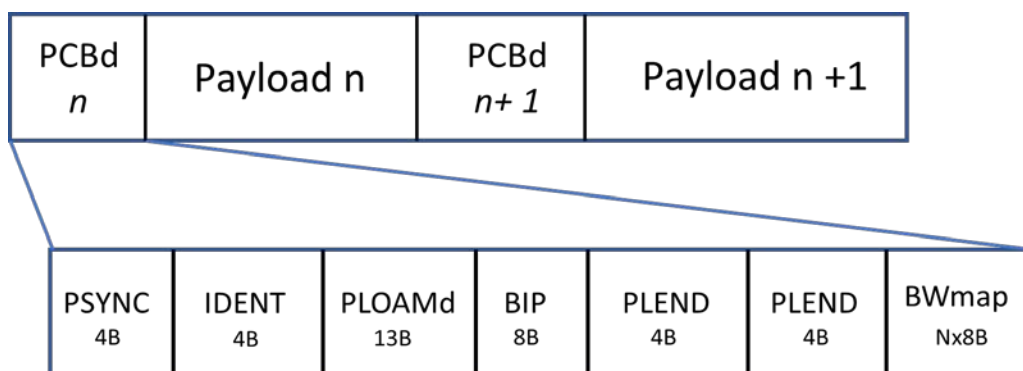 PCBd
n
Payload n
PCBd
n+ 1
Payload n +1
PSYNC
4B
IDENT
4B
PLOAMd
13B
BIP
8B
PLEND
4B
PLEND
4B
BWmap
Nx8B